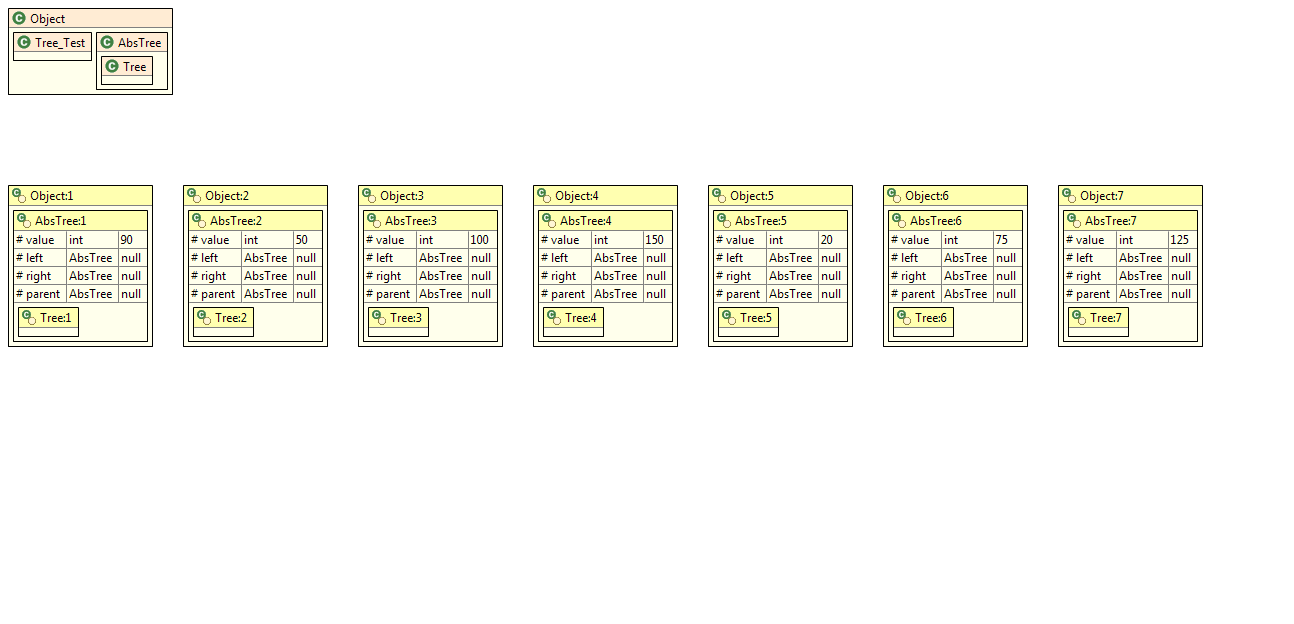 Object
Tree_Test AbsTree
Tree
Object:1 Object:2 Object:3 Object:4 Object:5 Object:6 Object:7
AbsTree:1 AbsTree:2 AbsTree:3 AbsTree:4 AbsTree:5 AbsTree:6 AbsTree:7
# value int 90 # value int 50 # value int 100 # value int 150 # value int 20 # value int 75 # value int 125
# left AbsTree null # left AbsTree null # left AbsTree null # left AbsTree null # left AbsTree null # left AbsTree null # left AbsTree null
# right AbsTree null # right AbsTree null # right AbsTree null # right AbsTree null # right AbsTree null # right AbsTree null # right AbsTree null
# parent AbsTree null # parent AbsTree null # parent AbsTree null # parent AbsTree null # parent AbsTree null # parent AbsTree null # parent AbsTree null
Tree:1 Tree:2 Tree:3 Tree:4 Tree:5 Tree:6 Tree:7